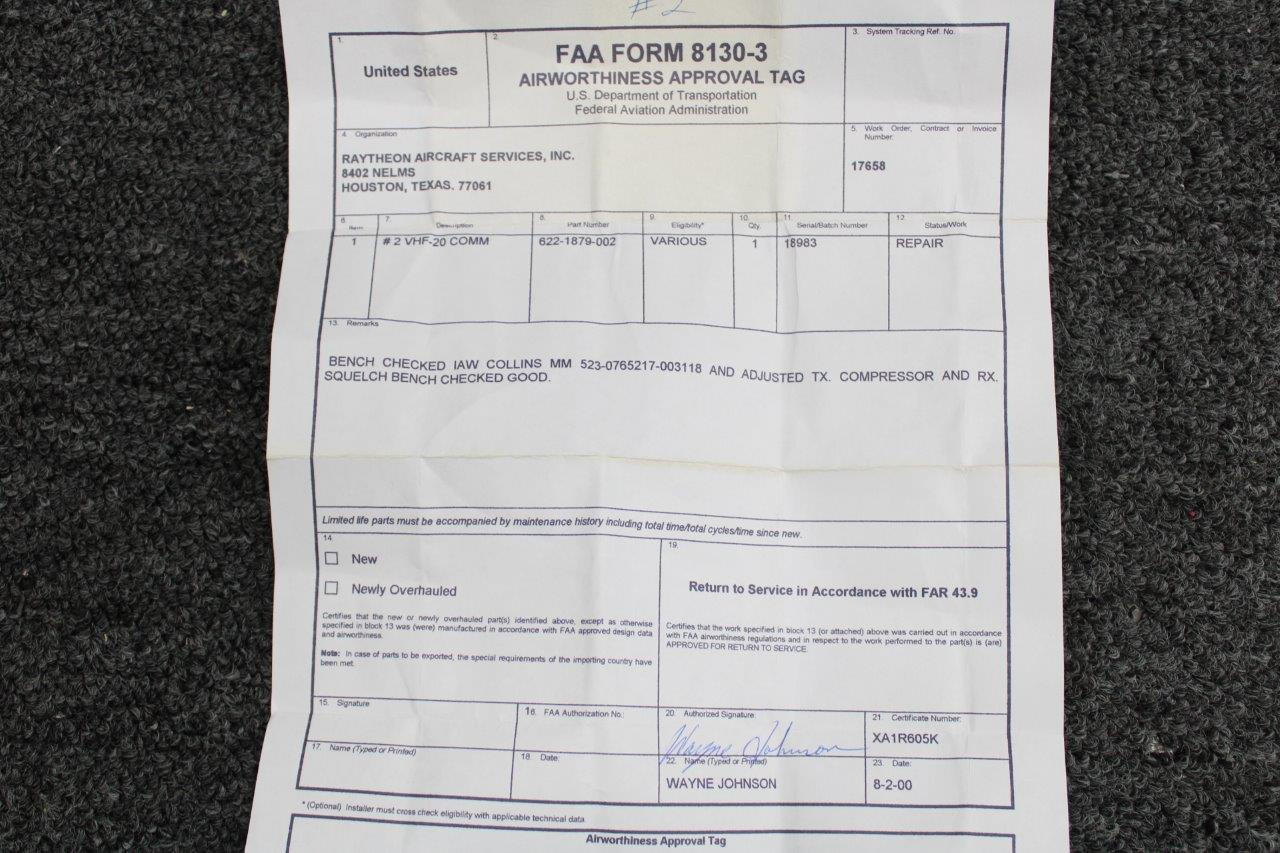 #2
1.
United States
2.
FAA FORM 8130-3
AIRWORTHINESS APPROVAL TAG
U.S. Department of Transportation
Federal Aviation Administration
3. System Tracking Ref. No.
4. Organization
RAYTHEON AIRCRAFT SERVICES, INC.
8402 NELMS
HOUSTON, TEXAS. 77061
5. Work Order, Contract or Invoice
Number:
17658
6. Item
7. Description
8. Part Number
9. Eligibility*
10. Qty.
11. Serial/Batch Number
12. Status/Work
1 # 2 VHF-20 COMM 622-1879-002 VARIOUS 1 18983 REPAIR
13. Remarks
BENCH CHECKED IAW COLLINS MM 523-0765217-003118 AND ADJUSTED TX. COMPRESSOR AND RX.
SQUELCH BENCH CHECKED GOOD.
Limited life parts must be accompanied by maintenance history including total time/total cycles/time since new.
14.
☐ New
☐ Newly Overhauled
Certifies that the new or newly overhauled part(s) identified above, except as otherwise
specified in block 13 was (were) manufactured in accordance with FAA approved design data
and airworthiness.
Note: In case of parts to be exported, the special requirements of the importing country have
been met.
19.
Return to Service in Accordance with FAR 43.9
Certifies that the work specified in block 13 (or attached) above was carried out in accordance
with FAA airworthiness regulations and in respect to the work performed to the part(s) is (are)
APPROVED FOR RETURN TO SERVICE.
15. Signature
16. FAA Authorization No.:
20. Authorized Signature:
Wayne Johnson
21. Certificate Number:
XA1R605K
17. Name (Typed or Printed)
18. Date:
22. Name (Typed or Printed)
WAYNE JOHNSON
23. Date:
8-2-00
* (Optional) Installer must cross check eligibility with applicable technical data
Airworthiness Approval Tag